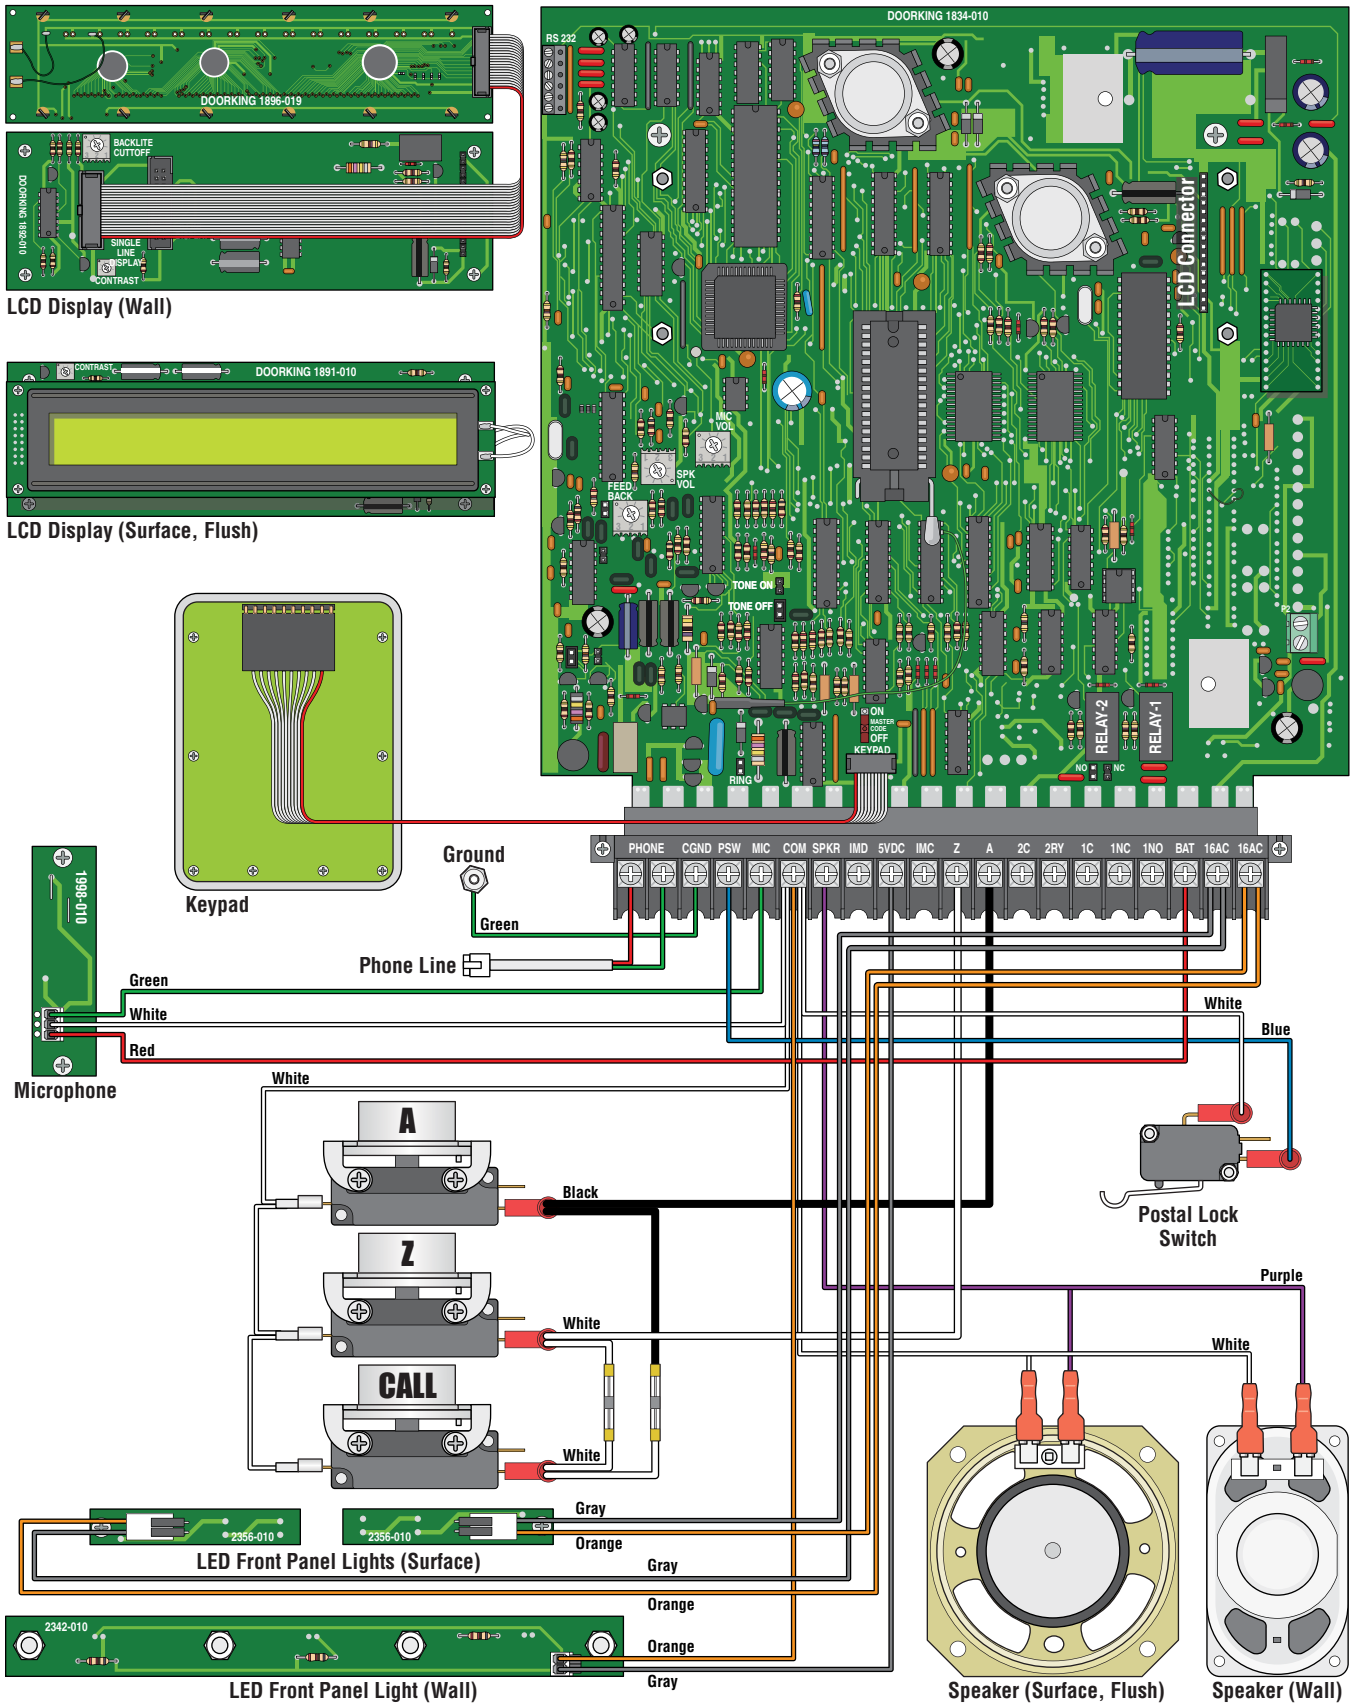 DOORKING 1834-010
RS 232
DOORKING 1896-019
BACKLITE
CUTTOFF
DOORKING 1892-010
SINGLE
LINE
DISPLAY
CONTRAST
LCD Display (Wall)
LCD Connector
CONTRAST
DOORKING 1891-010
LCD Display (Surface, Flush)
MIC
VOL
SPK
VOL
FEED
BACK
TONE ON
TONE OFF
P2
ON
MASTER
CODE
OFF
KEYPAD
RING
RELAY-2
RELAY-1
NO
NC
PHONE CGND PSW MIC COM SPKR IMD 5VDC IMC Z A 2C 2RY 1C 1NC 1NO BAT 16AC 16AC
Keypad
Ground
Green
Phone Line
1998-010
Green
White
Red
Microphone
White
White
Blue
Postal Lock
Switch
A
Black
Z
White
CALL
White
Purple
White
2356-010
2356-010
Gray
Orange
LED Front Panel Lights (Surface)
Gray
Orange
2342-010
Orange
Gray
LED Front Panel Light (Wall)
Speaker (Surface, Flush)
Speaker (Wall)